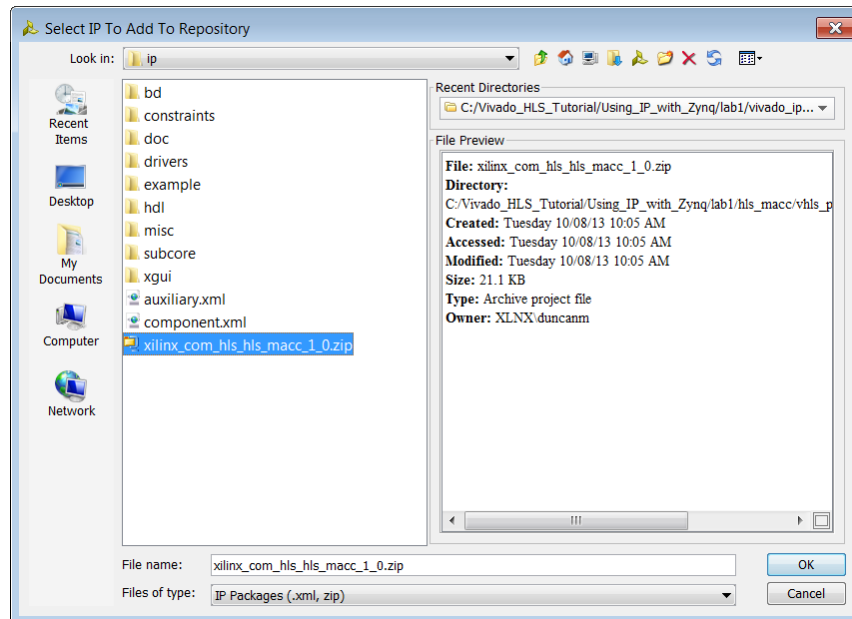 Select IP To Add To Repository
Look in: ip
Recent Items
Desktop
My Documents
Computer
Network
bd
constraints
doc
drivers
example
hdl
misc
subcore
xgui
auxiliary.xml
component.xml
xilinx_com_hls_hls_macc_1_0.zip
Recent Directories
C:/Vivado_HLS_Tutorial/Using_IP_with_Zynq/lab1/vivado_ip...
File Preview
File: xilinx_com_hls_hls_macc_1_0.zip
Directory:
C:/Vivado_HLS_Tutorial/Using_IP_with_Zynq/lab1/hls_macc/vhls_p
Created: Tuesday 10/08/13 10:05 AM
Accessed: Tuesday 10/08/13 10:05 AM
Modified: Tuesday 10/08/13 10:05 AM
Size: 21.1 KB
Type: Archive project file
Owner: XLNX\duncanm
File name: xilinx_com_hls_hls_macc_1_0.zip
OK
Files of type: IP Packages (.xml, zip)
Cancel